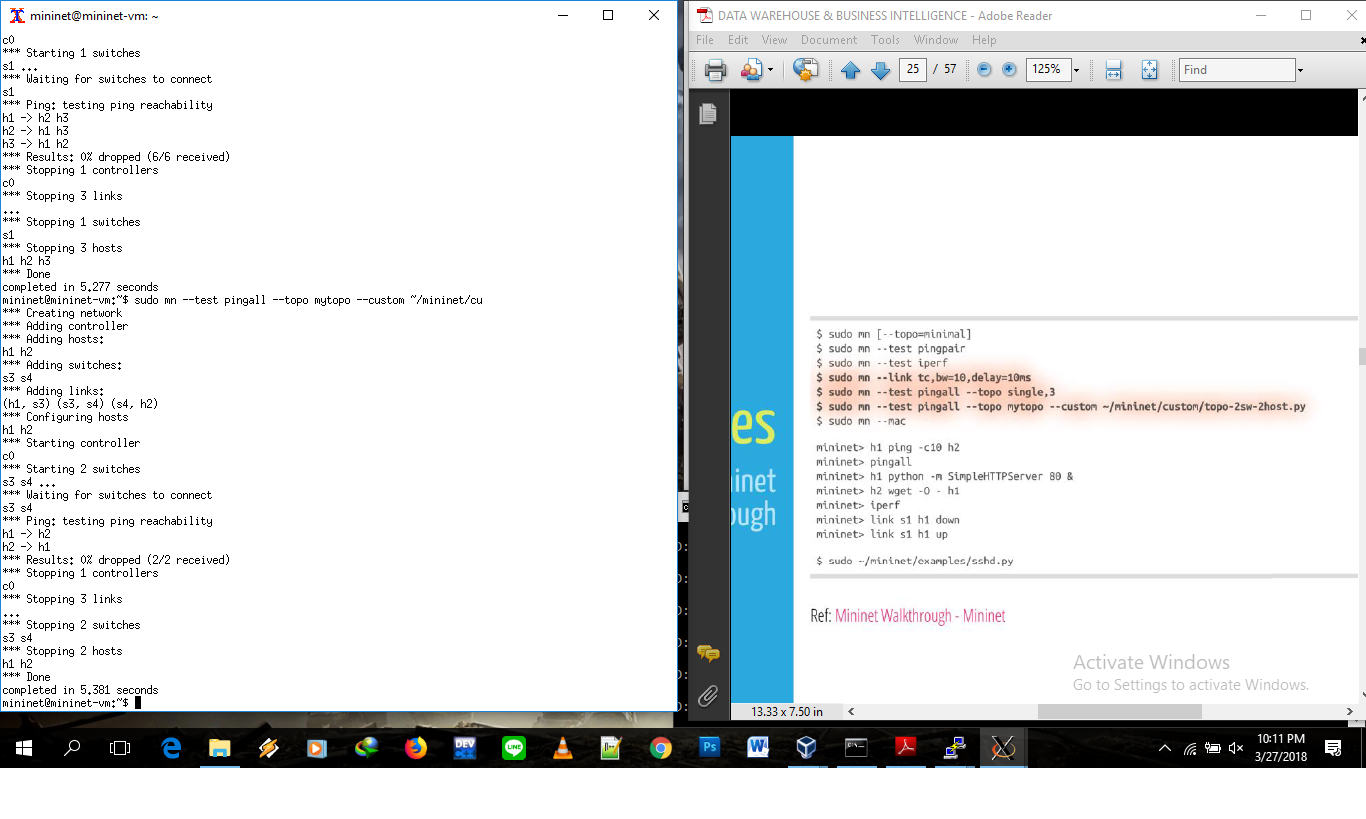 mininet@mininet-vm: ~
c0
*** Starting 1 switches
s1 ...
*** Waiting for switches to connect
s1
*** Ping: testing ping reachability
h1 -> h2 h3
h2 -> h1 h3
h3 -> h1 h2
*** Results: 0% dropped (6/6 received)
*** Stopping 1 controllers
c0
*** Stopping 3 links
...
*** Stopping 1 switches
s1
*** Stopping 3 hosts
h1 h2 h3
*** Done
completed in 5.277 seconds
mininet@mininet-vm:~$ sudo mn --test pingall --topo mytopo --custom ~/mininet/cu
*** Creating network
*** Adding controller
*** Adding hosts:
h1 h2
*** Adding switches:
s3 s4
*** Adding links:
(h1, s3) (s3, s4) (s4, h2)
*** Configuring hosts
h1 h2
*** Starting controller
c0
*** Starting 2 switches
s3 s4 ...
*** Waiting for switches to connect
s3 s4
*** Ping: testing ping reachability
h1 -> h2
h2 -> h1
*** Results: 0% dropped (2/2 received)
*** Stopping 1 controllers
c0
*** Stopping 3 links
...
*** Stopping 2 switches
s3 s4
*** Stopping 2 hosts
h1 h2
*** Done
completed in 5.381 seconds
mininet@mininet-vm:~$
DATA WAREHOUSE & BUSINESS INTELLIGENCE - Adobe Reader
File Edit View Document Tools Window Help
25 / 57 125% Find
es
ininet
ough
$ sudo mn [--topo=minimal]
$ sudo mn --test pingpair
$ sudo mn --test iperf
$ sudo mn --link tc,bw=10,delay=10ms
$ sudo mn --test pingall --topo single,3
$ sudo mn --test pingall --topo mytopo --custom ~/mininet/custom/topo-2sw-2host.py
$ sudo mn --mac
mininet> h1 ping -c10 h2
mininet> pingall
mininet> h1 python -m SimpleHTTPServer 80 &
mininet> h2 wget -O - h1
mininet> iperf
mininet> link s1 h1 down
mininet> link s1 h1 up
$ sudo ~/mininet/examples/sshd.py
Ref: Mininet Walkthrough - Mininet
Activate Windows
Go to Settings to activate Windows.
13.33 x 7.50 in
DEV
LINE
Ps
W
10:11 PM
3/27/2018